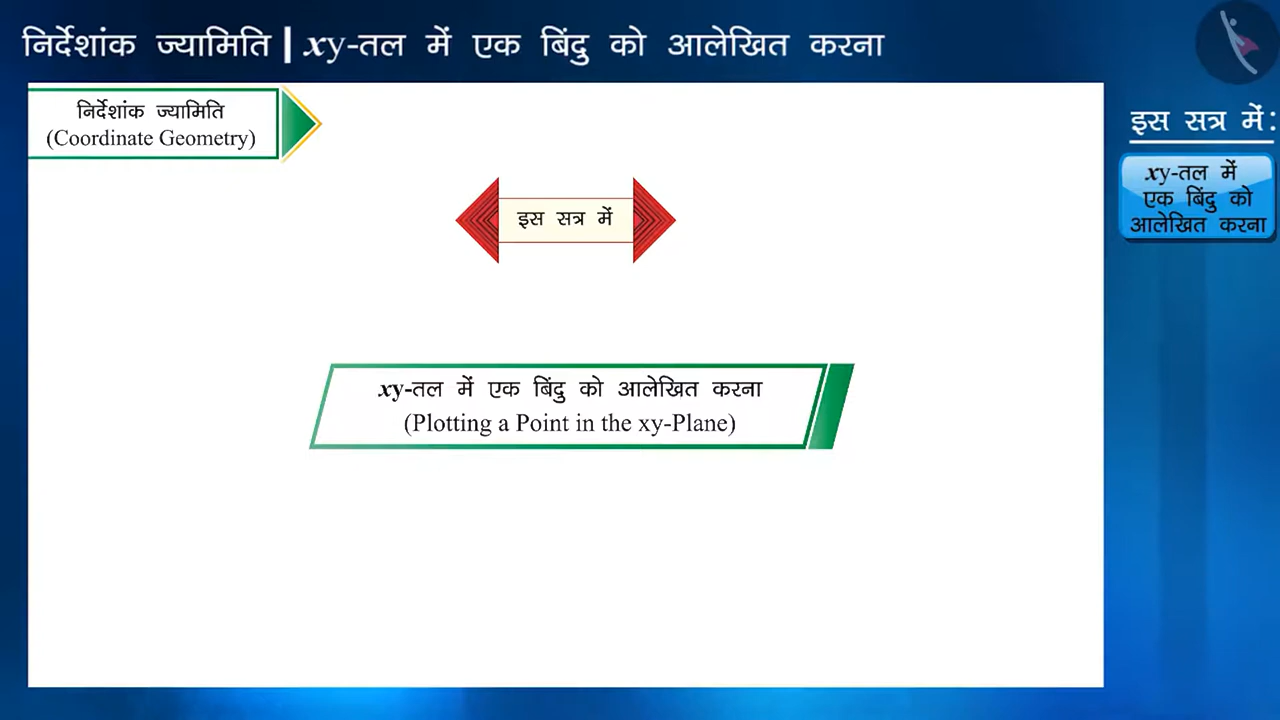 निर्देशांक ज्यामिति | xy-तल में एक बिंदु को आलेखित करना
निर्देशांक ज्यामिति
(Coordinate Geometry)
इस सत्र में
xy-तल में एक बिंदु को आलेखित करना
(Plotting a Point in the xy-Plane)
इस सत्र में:
xy-तल में
एक बिंदु को
आलेखित करना